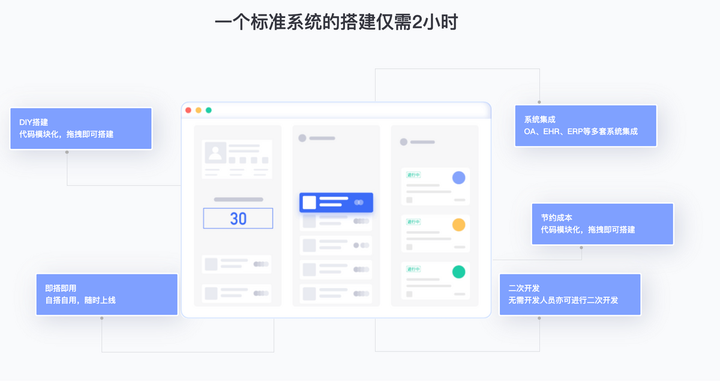 一个标准系统的搭建仅需2小时
DIY搭建
代码模块化，拖拽即可搭建
系统集成
OA、EHR、ERP等多套系统集成
30
进行中
进行中
进行中
节约成本
代码模块化，拖拽即可搭建
即搭即用
自搭自用，随时上线
二次开发
无需开发人员亦可进行二次开发